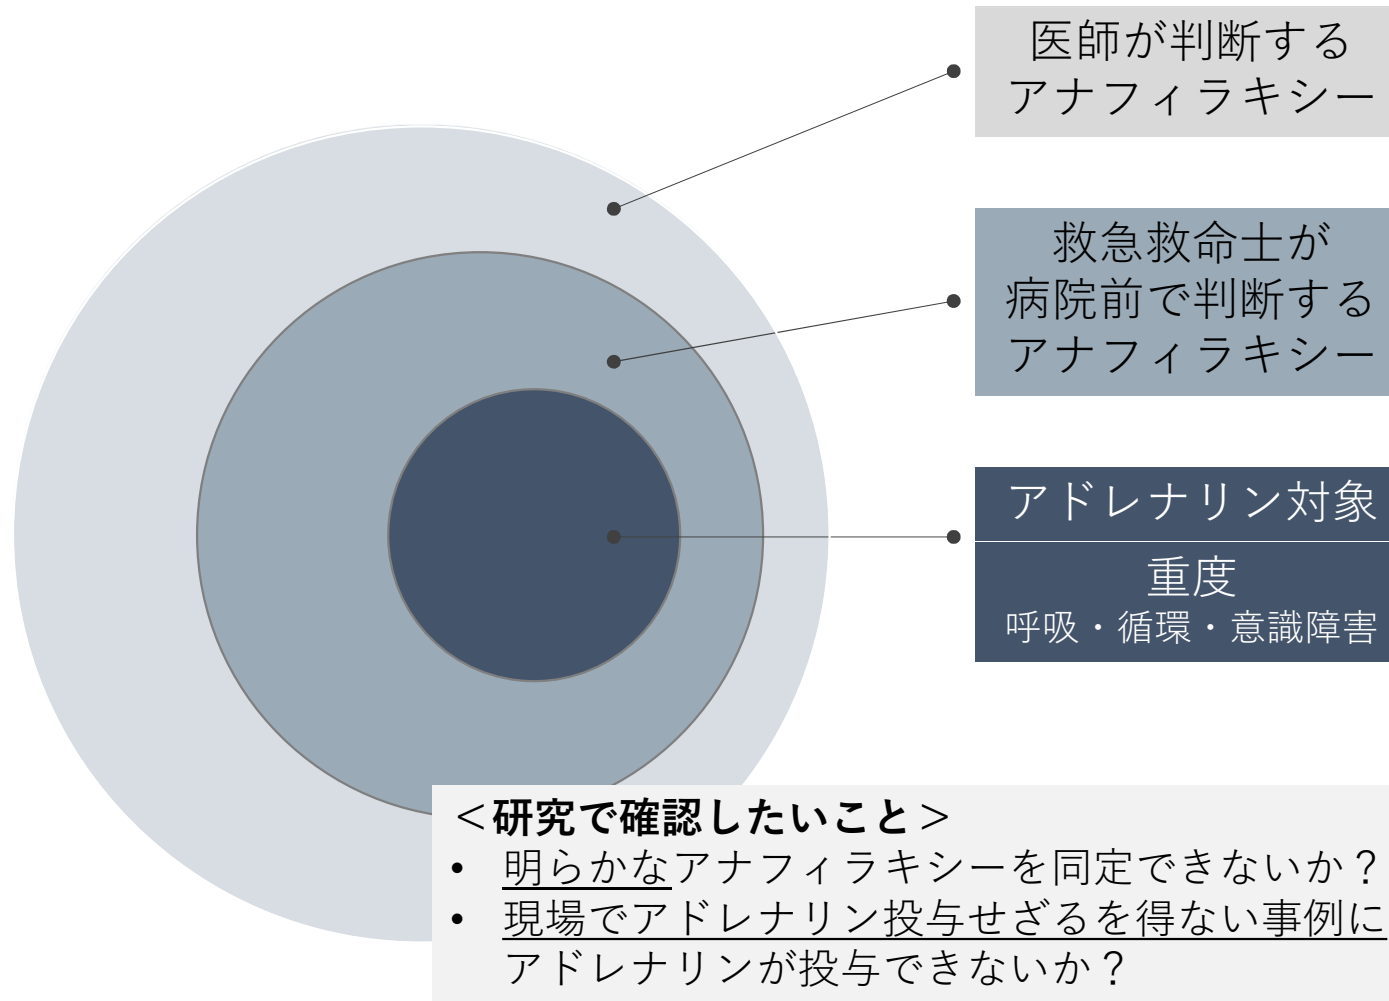 医師が判断する
アナフィラキシー
救急救命士が
病院前で判断する
アナフィラキシー
アドレナリン対象
重度
呼吸・循環・意識障害
＜研究で確認したいこと＞
• 明らかなアナフィラキシーを同定できないか？
• 現場でアドレナリン投与せざるを得ない事例に
アドレナリンが投与できないか？